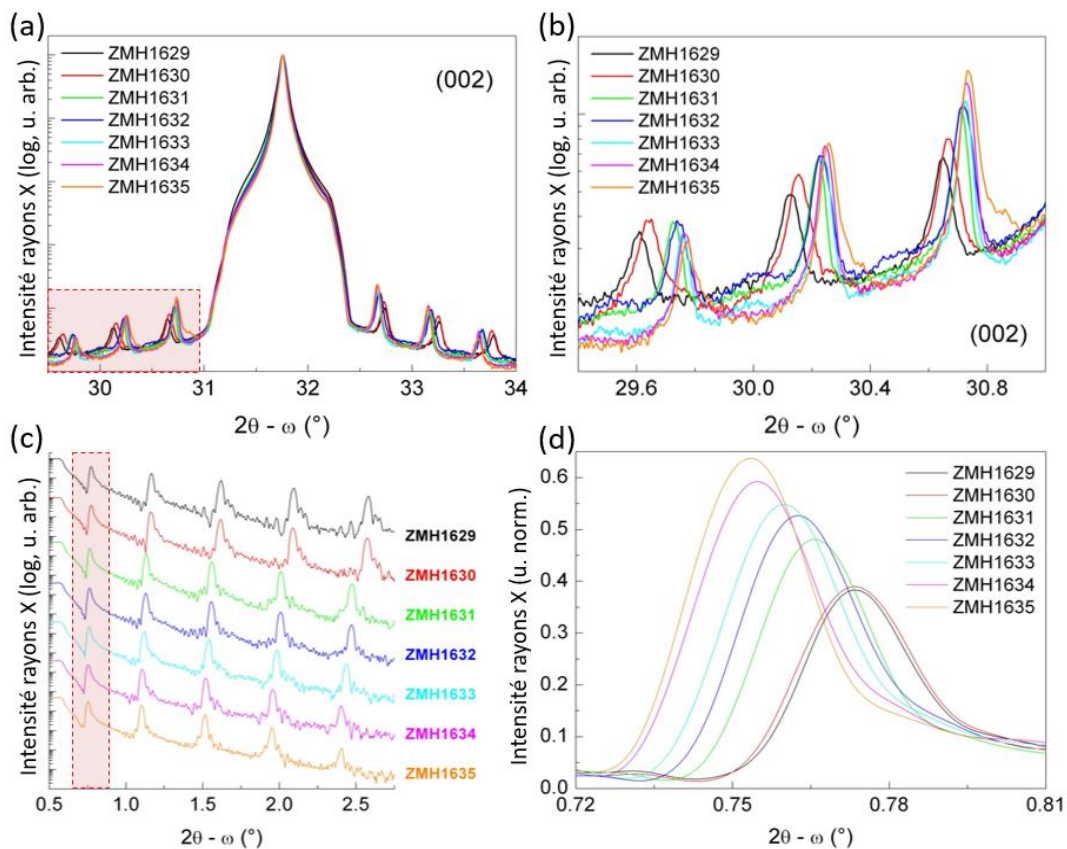 (a)
Intensité rayons X (log, u. arb.)
ZMH1629
ZMH1630
ZMH1631
ZMH1632
ZMH1633
ZMH1634
ZMH1635
(002)
30 31 32 33 34
2θ - ω (°)
(b)
Intensité rayons X (log, u. arb.)
ZMH1629
ZMH1630
ZMH1631
ZMH1632
ZMH1633
ZMH1634
ZMH1635
(002)
29.6 30.0 30.4 30.8
2θ - ω (°)
(c)
Intensité rayons X (log, u. arb.)
ZMH1629
ZMH1630
ZMH1631
ZMH1632
ZMH1633
ZMH1634
ZMH1635
0.5 1.0 1.5 2.0 2.5
2θ - ω (°)
(d)
Intensité rayons X (u. norm.)
0.6
0.5
0.4
0.3
0.2
0.1
0.0
ZMH1629
ZMH1630
ZMH1631
ZMH1632
ZMH1633
ZMH1634
ZMH1635
0.72 0.75 0.78 0.81
2θ - ω (°)